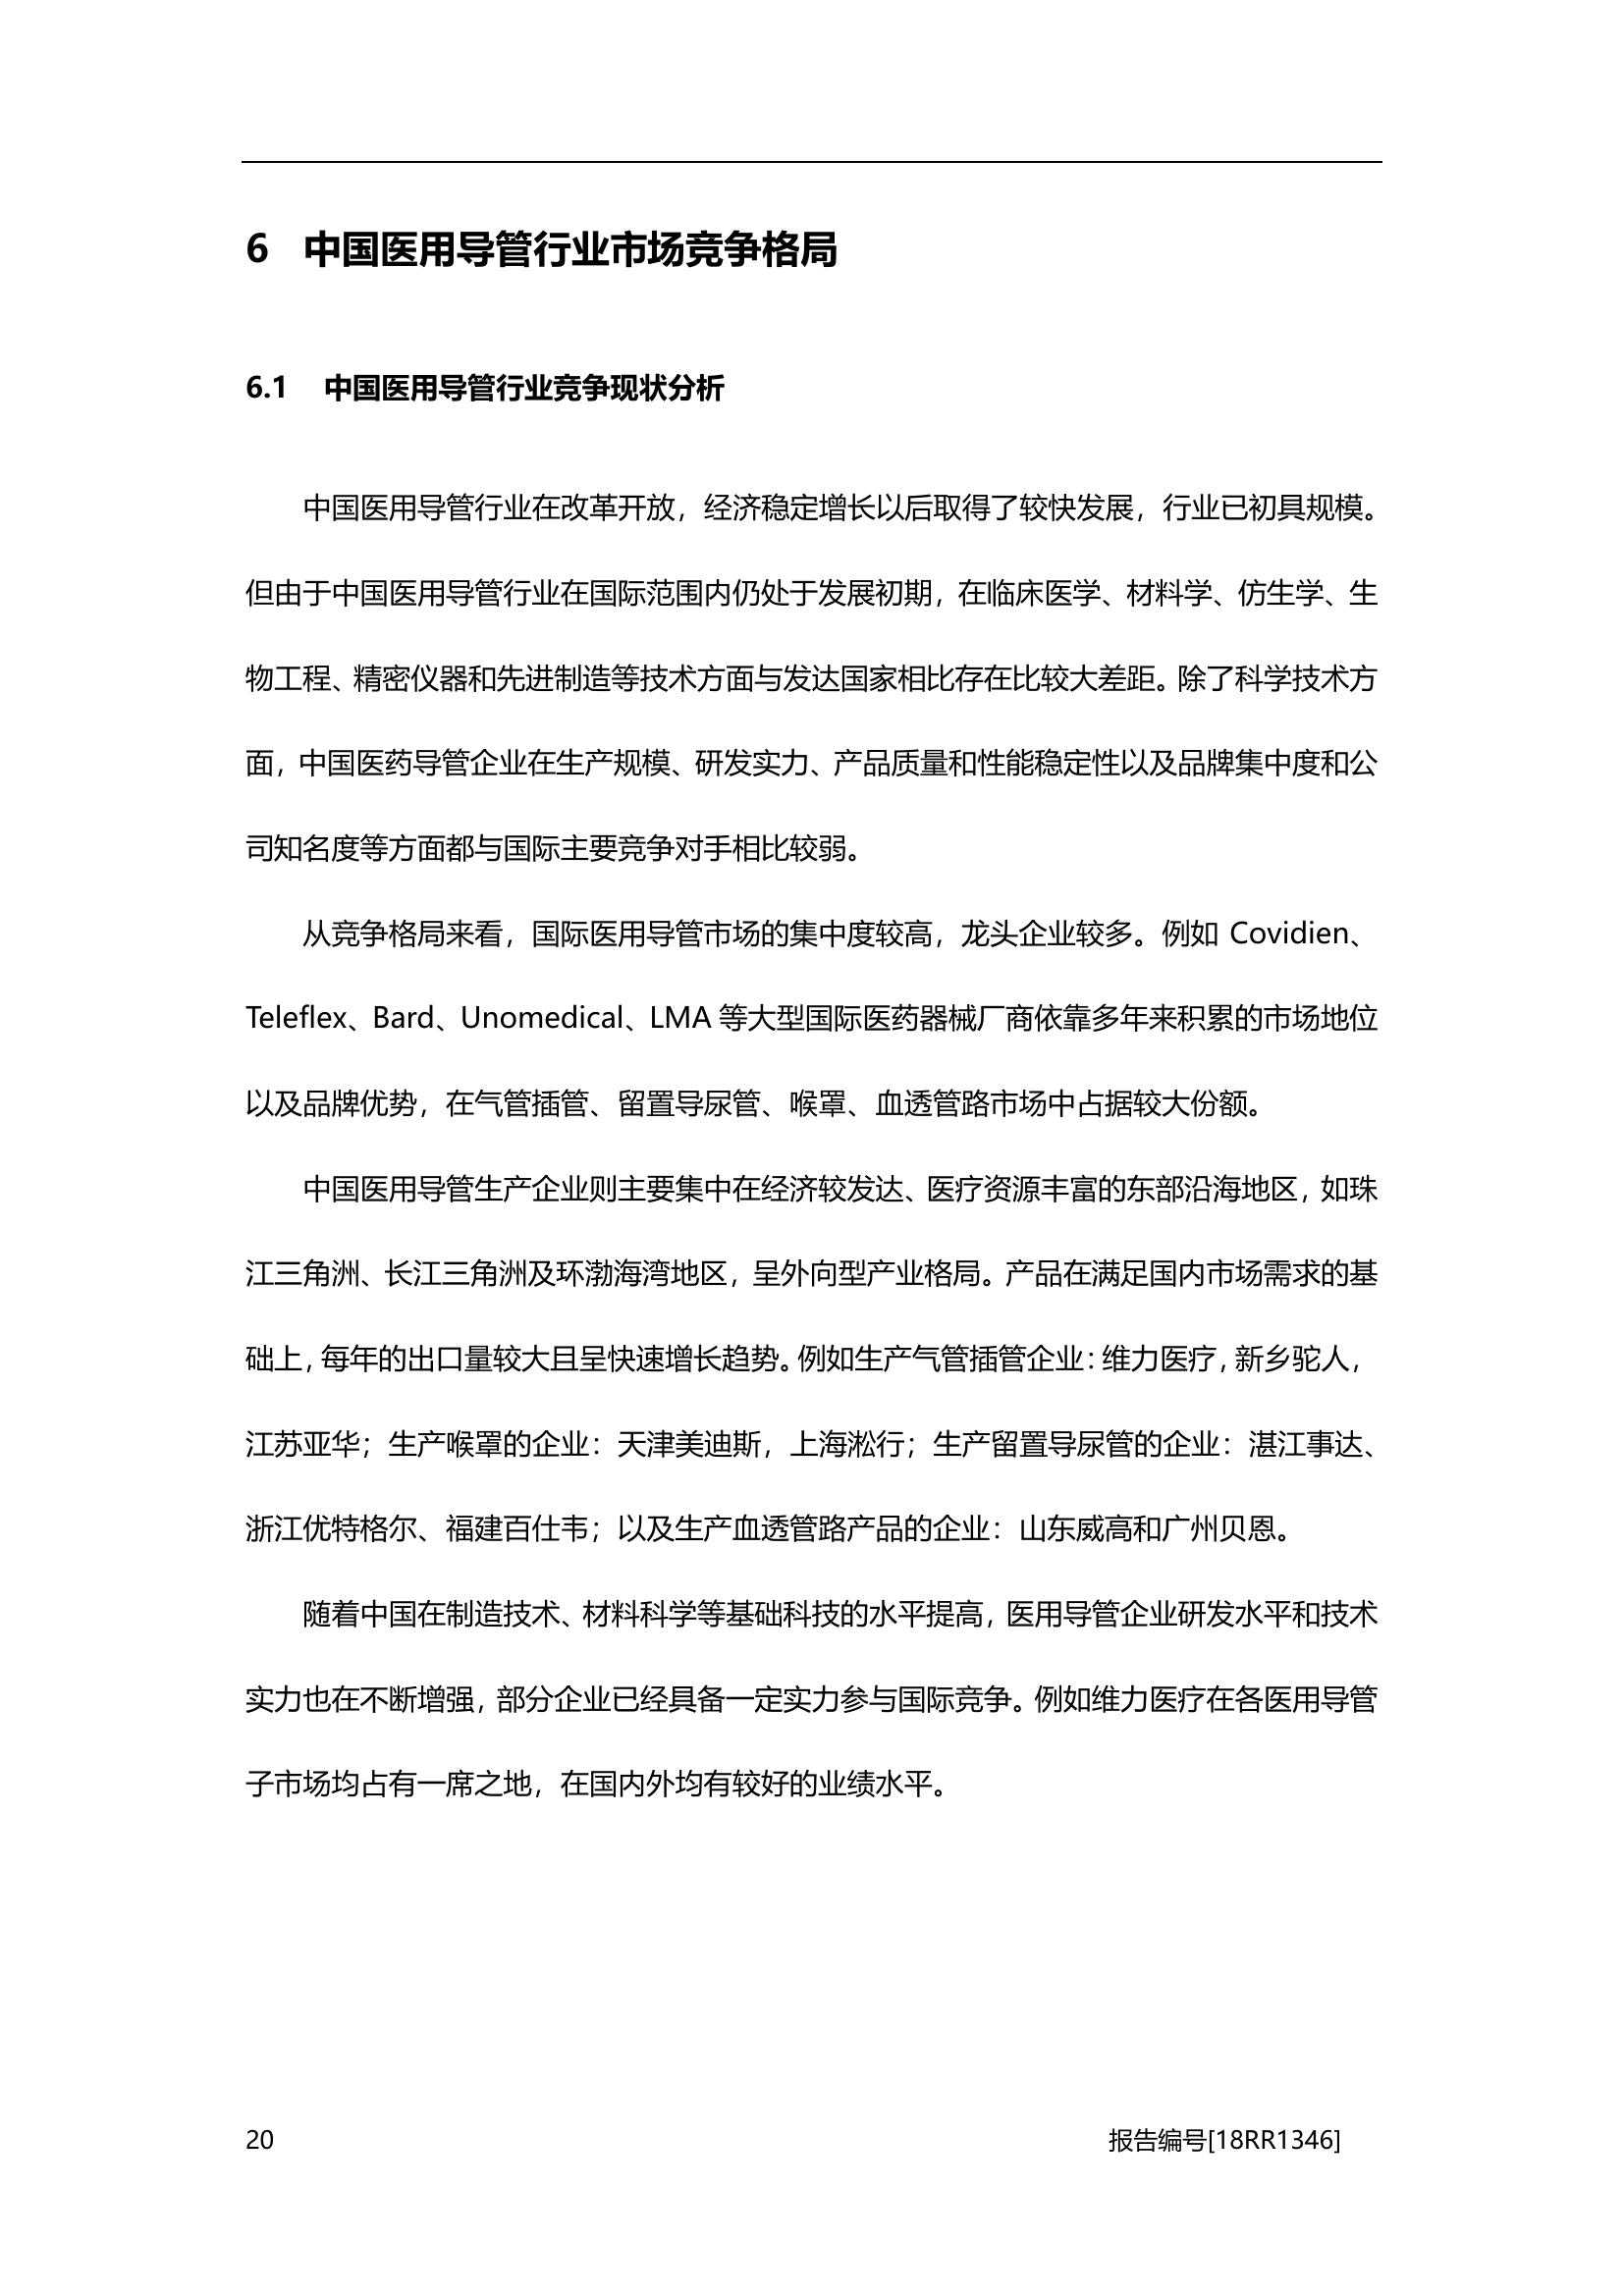 6 中国医用导管行业市场竞争格局
6.1 中国医用导管行业竞争现状分析
中国医用导管行业在改革开放，经济稳定增长以后取得了较快发展，行业已初具规模。
但由于中国医用导管行业在国际范围内仍处于发展初期，在临床医学、材料学、仿生学、生
物工程、精密仪器和先进制造等技术方面与发达国家相比存在比较大差距。除了科学技术方
面，中国医药导管企业在生产规模、研发实力、产品质量和性能稳定性以及品牌集中度和公
司知名度等方面都与国际主要竞争对手相比较弱。
从竞争格局来看，国际医用导管市场的集中度较高，龙头企业较多。例如 Covidien、
Teleflex、Bard、Unomedical、LMA 等大型国际医药器械厂商依靠多年来积累的市场地位
以及品牌优势，在气管插管、留置导尿管、喉罩、血透管路市场中占据较大份额。
中国医用导管生产企业则主要集中在经济较发达、医疗资源丰富的东部沿海地区，如珠
江三角洲、长江三角洲及环渤海湾地区，呈外向型产业格局。产品在满足国内市场需求的基
础上，每年的出口量较大且呈快速增长趋势。例如生产气管插管企业：维力医疗，新乡驼人，
江苏亚华；生产喉罩的企业：天津美迪斯，上海淞行；生产留置导尿管的企业：湛江事达、
浙江优特格尔、福建百仕韦；以及生产血透管路产品的企业：山东威高和广州贝恩。
随着中国在制造技术、材料科学等基础科技的水平提高，医用导管企业研发水平和技术
实力也在不断增强，部分企业已经具备一定实力参与国际竞争。例如维力医疗在各医用导管
子市场均占有一席之地，在国内外均有较好的业绩水平。
20 报告编号[18RR1346]